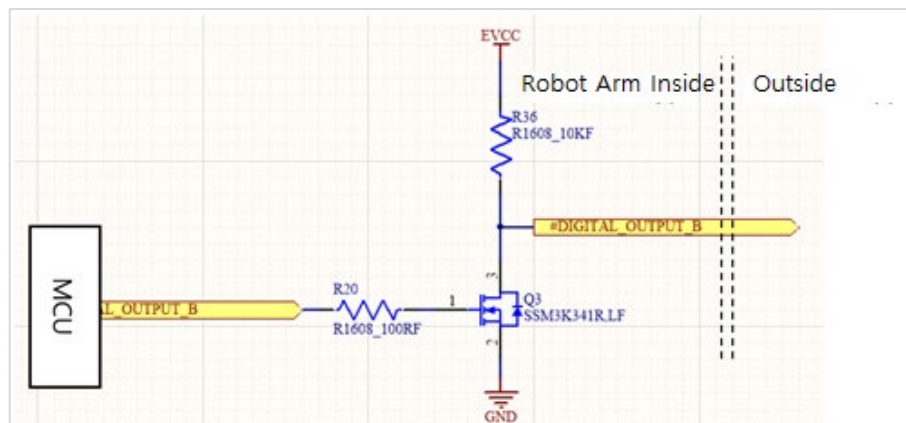 EVCC
Robot Arm Inside
Outside
R36
R1608_10KF
#DIGITAL_OUTPUT_B
3
MCU
AL_OUTPUT_B
R20
R1608_100RF
1
Q3
SSM3K341R,LF
2
GND